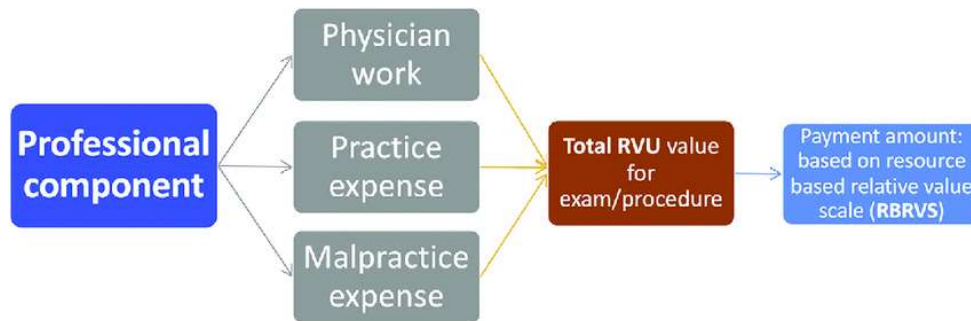 Professional
component
Physician
work
Practice
expense
Malpractice
expense
Total RVU value
for
exam/procedure
Payment amount:
based on resource
based relative value
scale (RBRVS)